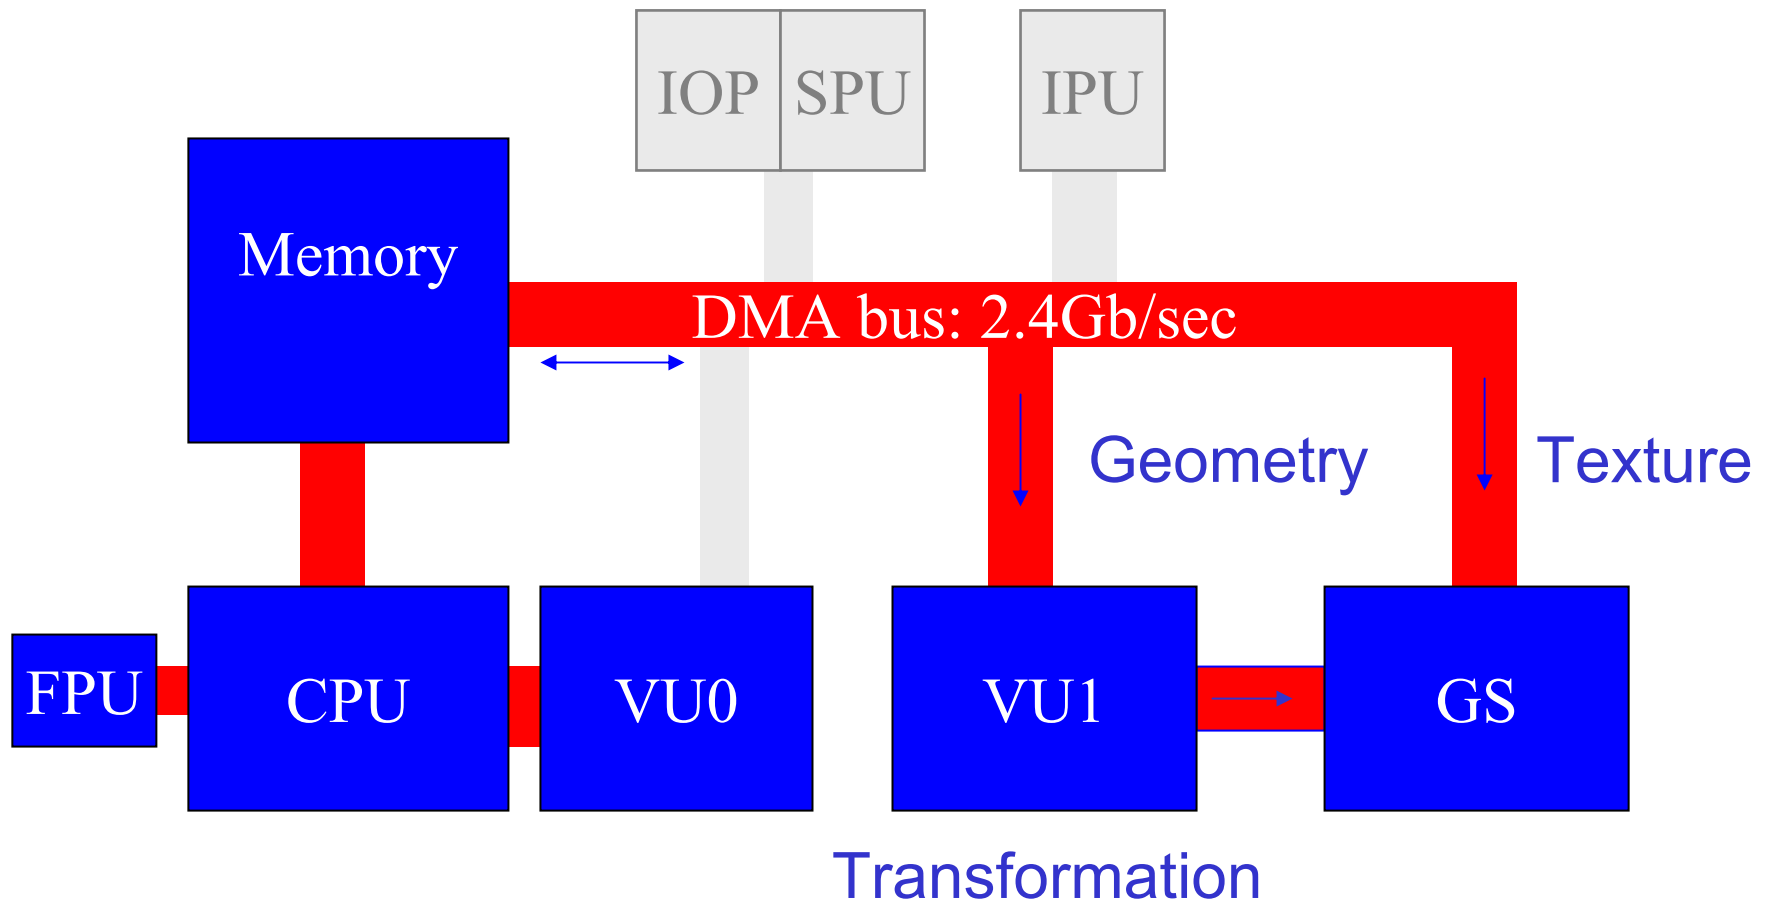 IOP SPU IPU
Memory
DMA bus: 2.4Gb/sec
Geometry Texture
FPU CPU VU0 VU1 GS
Transformation